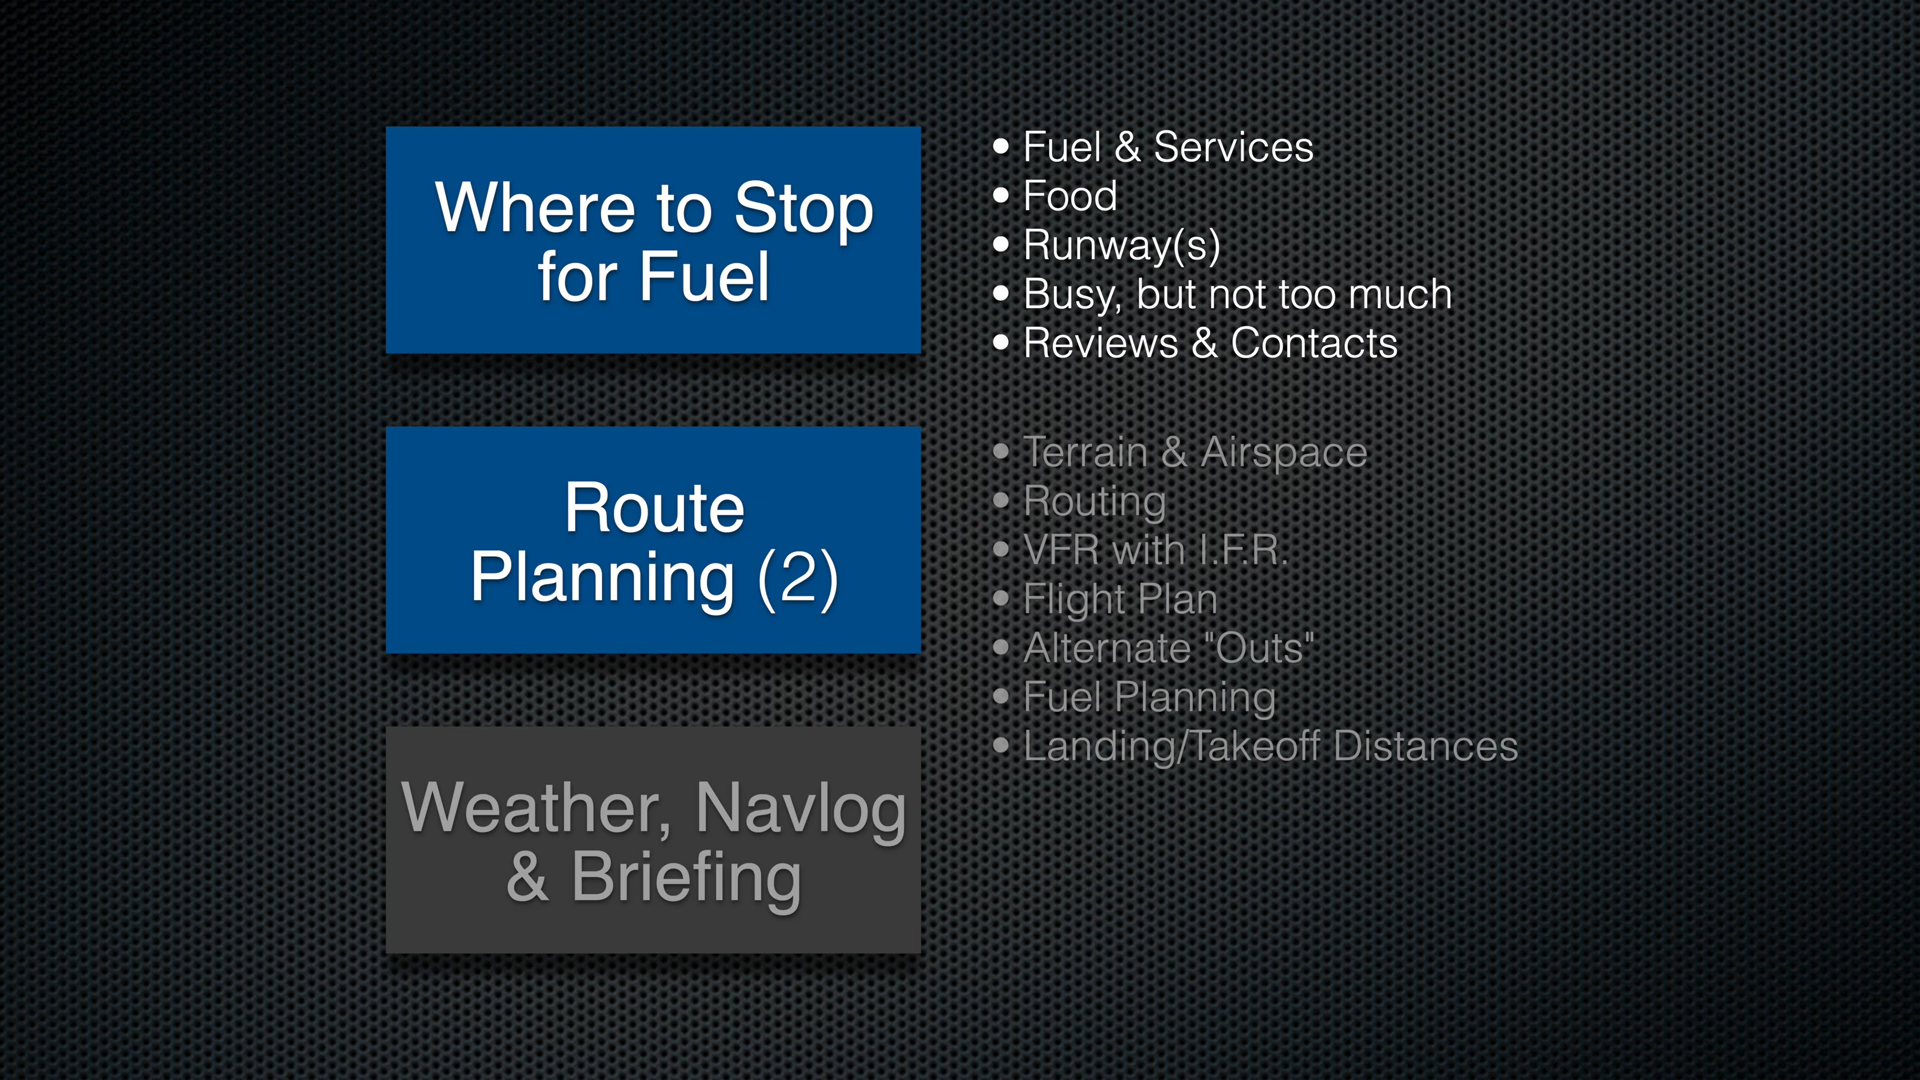 Where to Stop
for Fuel
• Fuel & Services
• Food
• Runway(s)
• Busy, but not too much
• Reviews & Contacts
Route
Planning (2)
• Terrain & Airspace
• Routing
• VFR with I.F.R.
• Flight Plan
• Alternate "Outs"
• Fuel Planning
• Landing/Takeoff Distances
Weather, Navlog
& Briefing